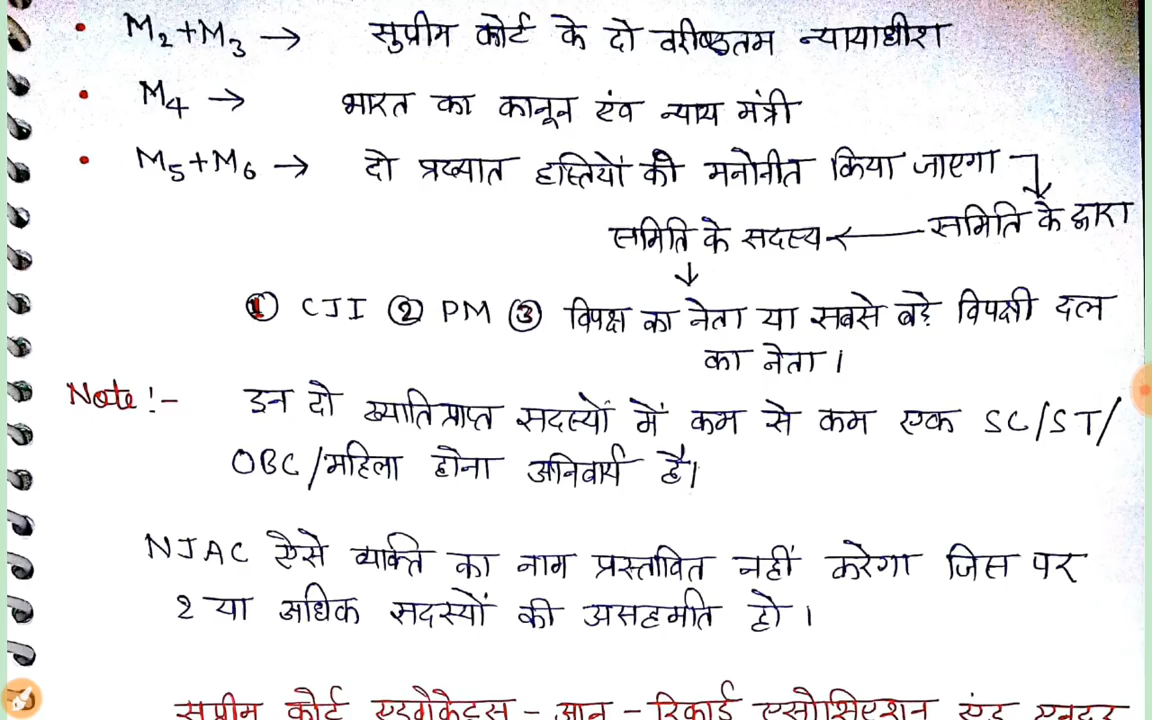 • M2+M3 → सुप्रीम कोर्ट के दो वरीष्ठतम न्यायाधीश
• M4 → भारत का कानून एंव न्याय मंत्री
• M5+M6 → दो प्रख्यात हस्तियों को मनोनीत किया जाएगा
समिति के सदस्य ← समिति के द्वारा
① CJI ② PM ③ विपक्ष का नेता या सबसे बड़े विपक्षी दल
का नेता।
Note:- इन दो ख्यातिप्राप्त सदस्यों में कम से कम एक SC/ST/
OBC/महिला होना अनिवार्य है।
NJAC ऐसे व्यक्ति का नाम प्रस्तावित नहीं करेगा जिस पर
2 या अधिक सदस्यों की असहमति हो।
सुप्रीम कोर्ट एडवोकेट्स - आन - रिकार्ड एसोशिएशन एंड एनदर